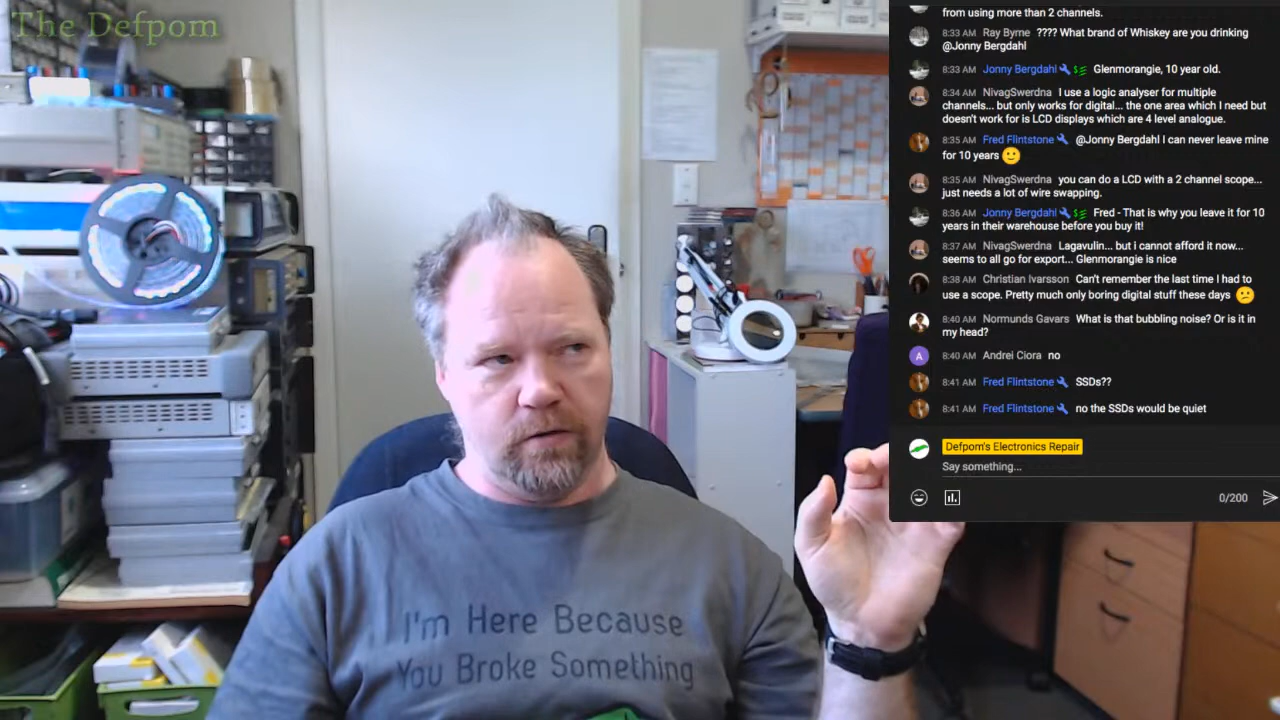 The Defpom
from using more than 2 channels.
8:33 AM Ray Byrne ???? What brand of Whiskey are you drinking
@Jonny Bergdahl
8:33 AM Jonny Bergdahl Glenmorangie, 10 year old.
8:34 AM NivagSwerdna I use a logic analyser for multiple
channels... but only works for digital... the one area which I need but
doesn't work for is LCD displays which are 4 level analogue.
8:35 AM Fred Flintstone @Jonny Bergdahl I can never leave mine
for 10 years
8:35 AM NivagSwerdna you can do a LCD with a 2 channel scope...
just needs a lot of wire swapping.
8:36 AM Jonny Bergdahl Fred - That is why you leave it for 10
years in their warehouse before you buy it!
8:37 AM NivagSwerdna Lagavulin... but i cannot afford it now...
seems to all go for export... Glenmorangie is nice
8:38 AM Christian Ivarsson Can't remember the last time I had to
use a scope. Pretty much only boring digital stuff these days
8:40 AM Normunds Gavars What is that bubbling noise? Or is it in
my head?
A 8:40 AM Andrei Ciora no
8:41 AM Fred Flintstone SSDs??
8:41 AM Fred Flintstone no the SSDs would be quiet
Defpom's Electronics Repair
Say something...
0/200
I'm Here Because
You Broke Something